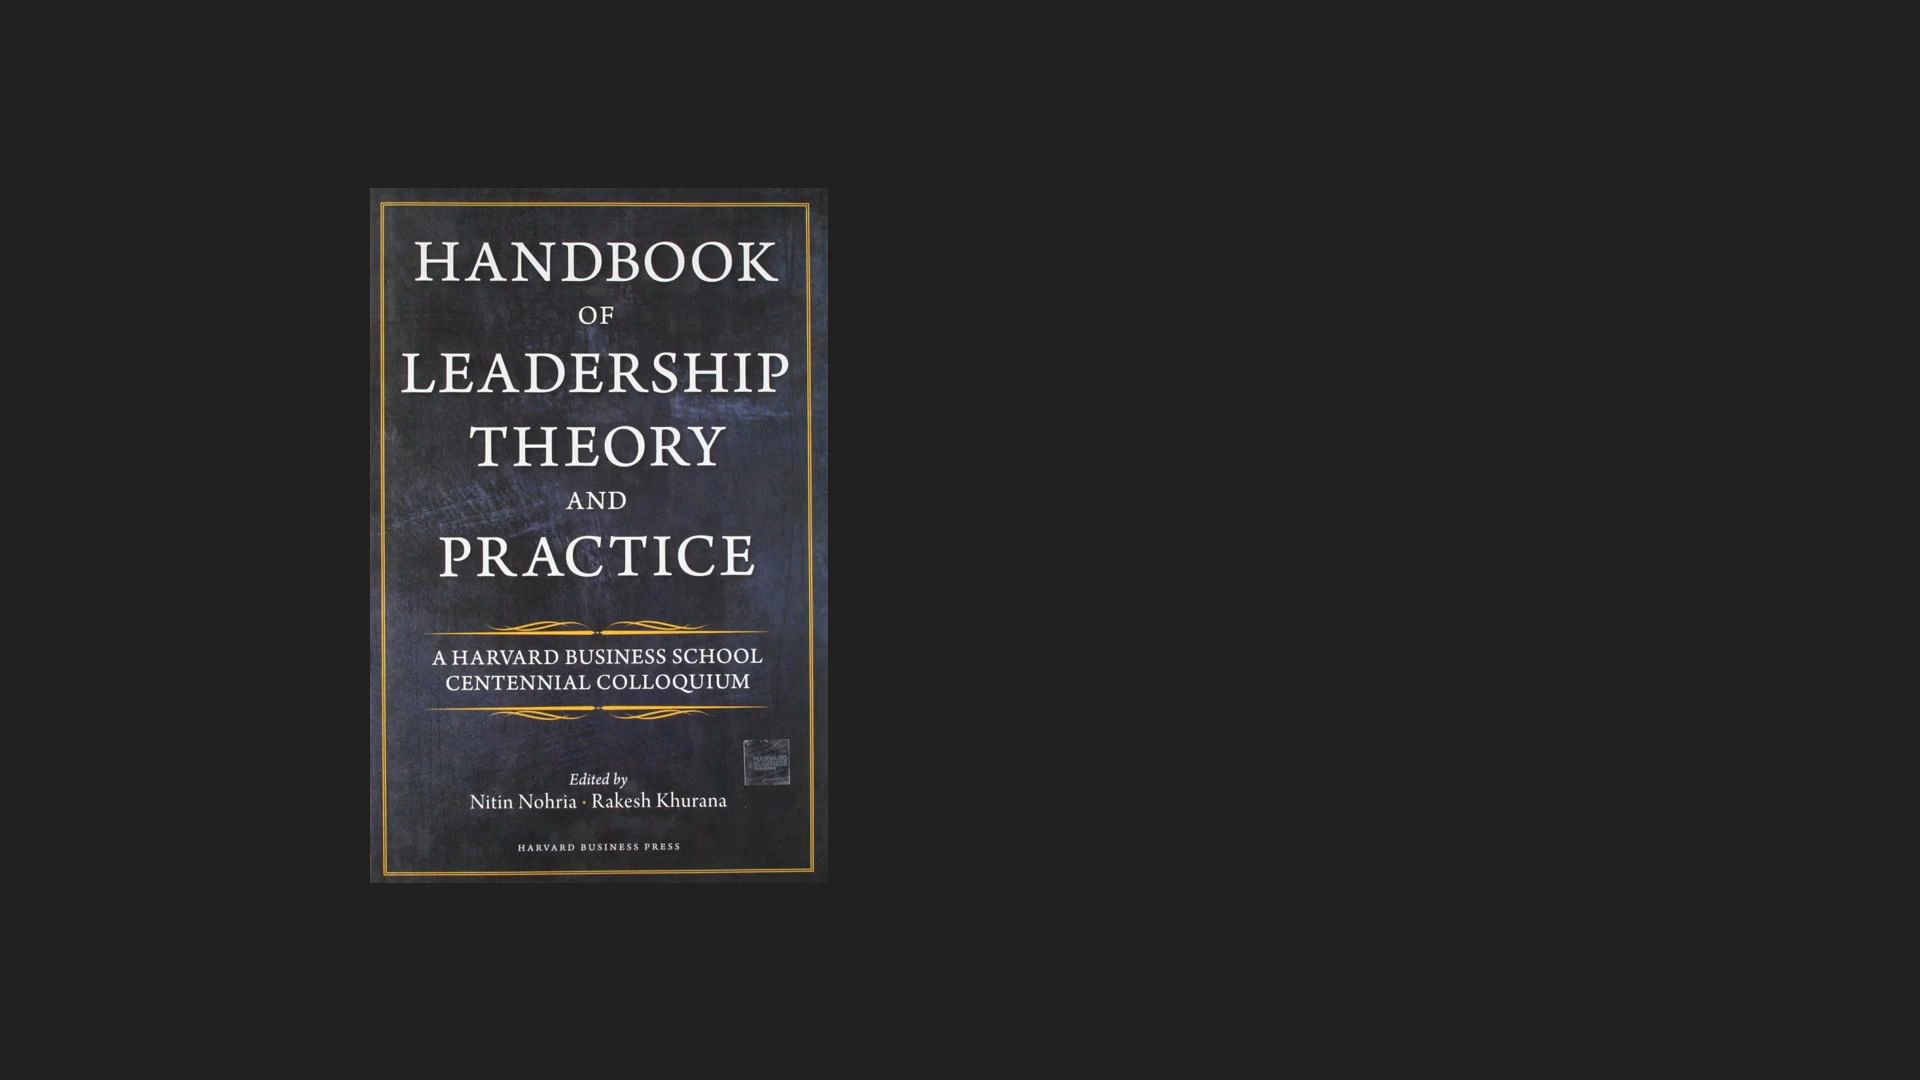 HANDBOOK
OF
LEADERSHIP
THEORY
AND
PRACTICE
A HARVARD BUSINESS SCHOOL
CENTENNIAL COLLOQUIUM
Edited by
Nitin Nohria · Rakesh Khurana
HARVARD BUSINESS PRESS